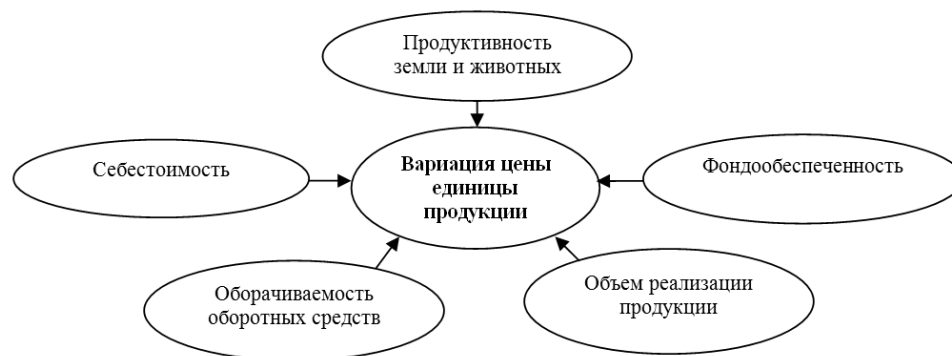 Продуктивность
земли и животных
Себестоимость
Вариация цены
единицы
продукции
Фондообеспеченность
Оборачиваемость
оборотных средств
Объем реализации
продукции